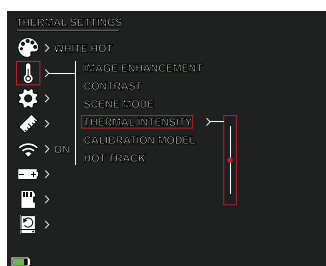 THERMAL SETTINGS
WHITE HOT
IMAGE ENHANCEMENT
CONTRAST
SCENE MODE
THERMAL INTENSITY
CALIBRATION MODEL
ON
HOT TRACK